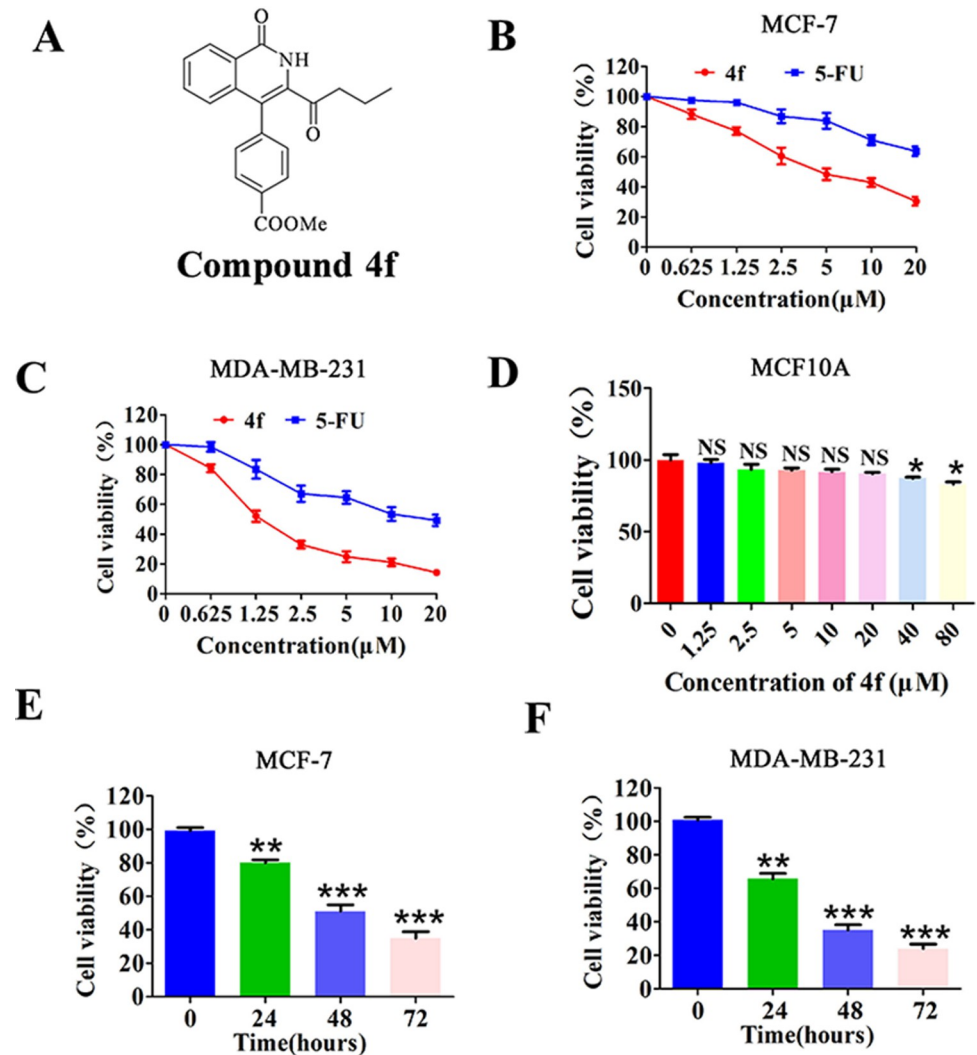 A
O
NH
O
COOMe
Compound 4f
B
MCF-7
4f 5-FU
Cell viability (%)
120
100
80
60
40
20
0
0 0.625 1.25 2.5 5 10 20
Concentration(μM)
C
MDA-MB-231
4f 5-FU
Cell viability (%)
120
100
80
60
40
20
0
0 0.625 1.25 2.5 5 10 20
Concentration(μM)
D
MCF10A
Cell viability (%)
150
100
50
0
NS NS NS NS NS * *
0 1.25 2.5 5 10 20 40 80
Concentration of 4f (μM)
E
MCF-7
Cell viability (%)
120
100
80
60
40
20
0
** *** ***
0 24 48 72
Time(hours)
F
MDA-MB-231
Cell viability (%)
120
100
80
60
40
20
0
** *** ***
0 24 48 72
Time(hours)